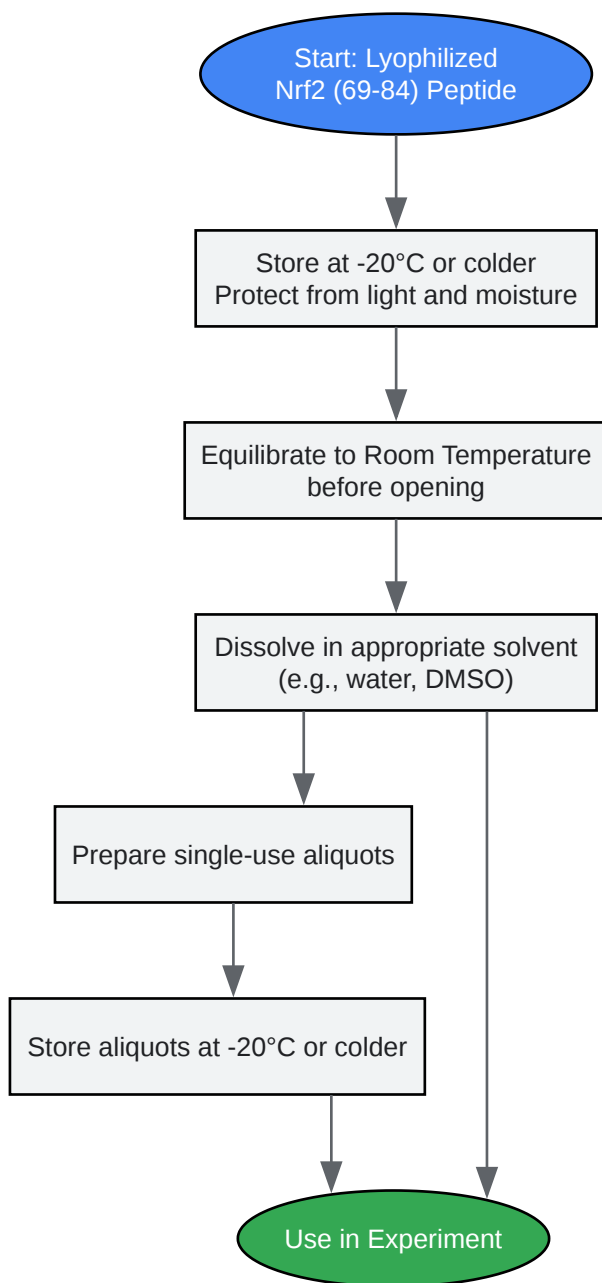 Start: Lyophilized
Nrf2 (69-84) Peptide
Store at -20°C or colder
Protect from light and moisture
Equilibrate to Room Temperature
before opening
Dissolve in appropriate solvent
(e.g., water, DMSO)
Prepare single-use aliquots
Store aliquots at -20°C or colder
Use in Experiment